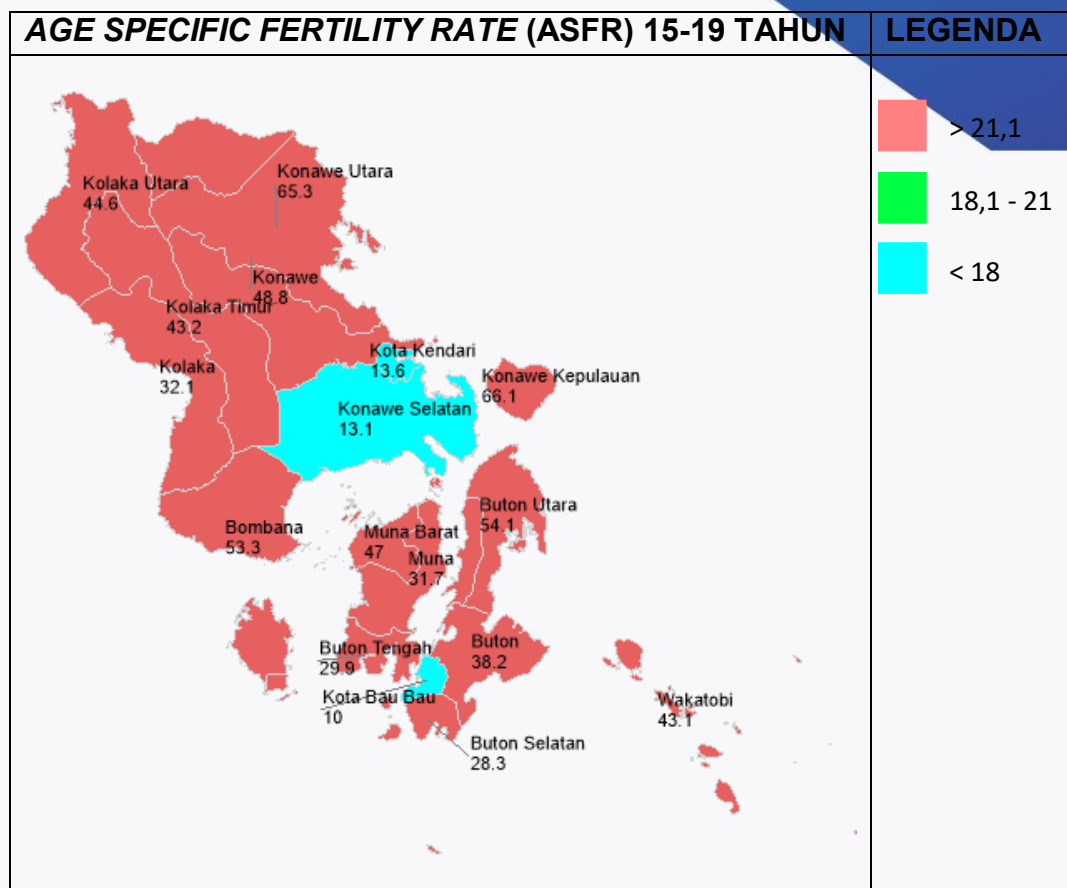 AGE SPECIFIC FERTILITY RATE (ASFR) 15-19 TAHUN
LEGENDA
> 21,1
18,1 - 21
< 18
Konawe Utara
65.3
Kolaka Utara
44.6
Konawe
48.8
Kolaka Timur
43.2
Kota Kendari
13.6
Kolaka
32.1
Konawe Kepulauan
66.1
Konawe Selatan
13.1
Buton Utara
54.1
Bombana
53.3
Muna Barat
47
Muna
31.7
Buton Tengah
29.9
Buton
38.2
Kota Bau Bau
10
Wakatobi
43.1
Buton Selatan
28.3